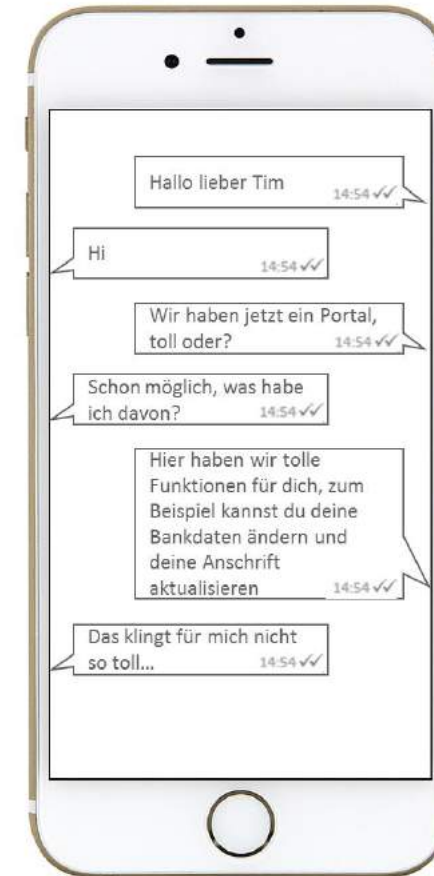 Hallo lieber Tim
14:54
Hi
14:54
Wir haben jetzt ein Portal,
toll oder?
14:54
Schon möglich, was habe
ich davon?
14:54
Hier haben wir tolle
Funktionen für dich, zum
Beispiel kannst du deine
Bankdaten ändern und
deine Anschrift
aktualisieren
14:54
Das klingt für mich nicht
so toll...
14:54